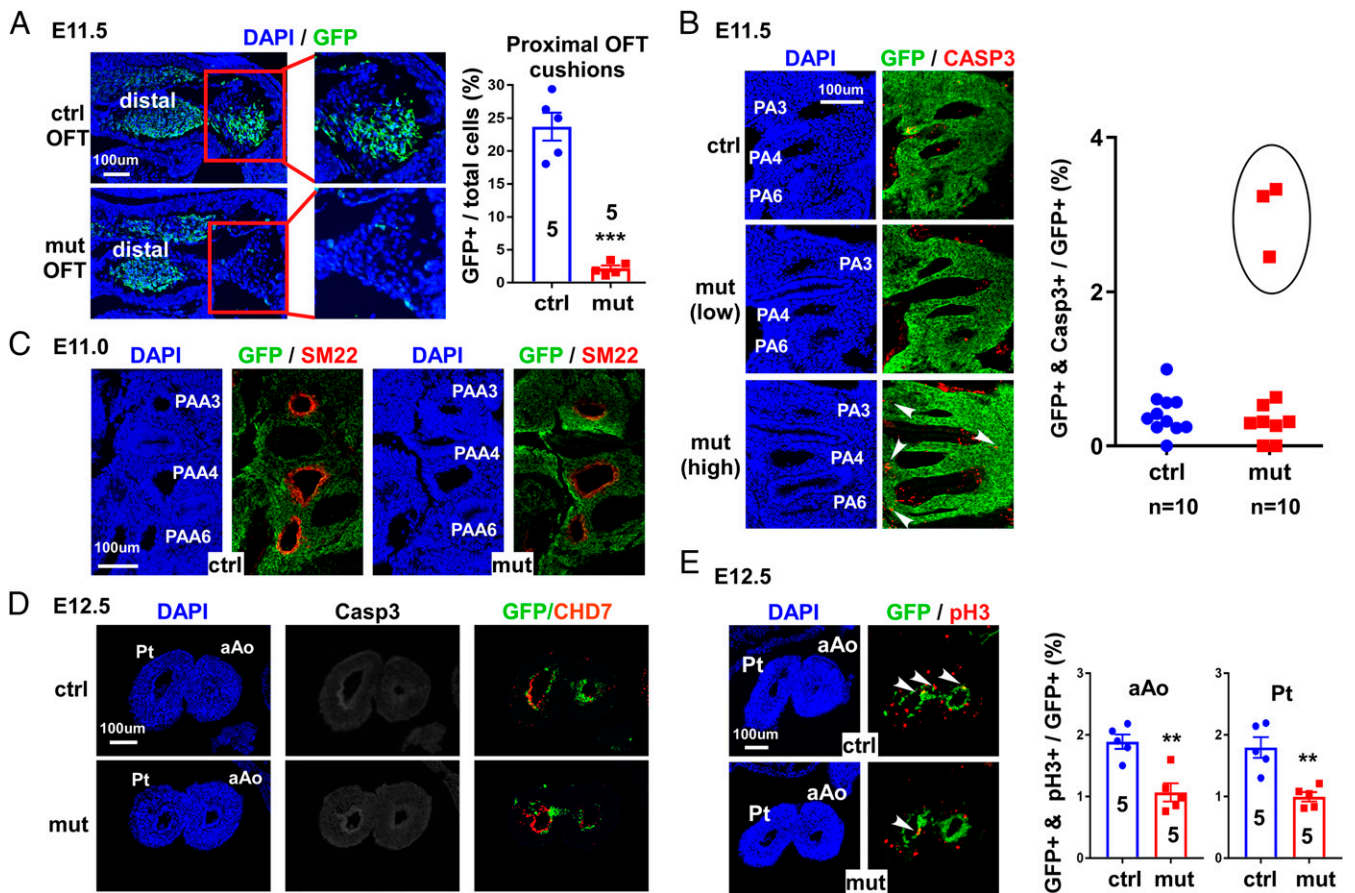 A
E11.5
DAPI / GFP
ctrl
OFT
distal
100um
mut
OFT
distal
Proximal OFT
cushions
GFP+ / total cells (%)
30
25
20
15
10
5
0
5
5
***
ctrl
mut
B
E11.5
DAPI
GFP / CASP3
ctrl
PA3
100um
PA4
PA6
mut
(low)
PA3
PA4
PA6
mut
(high)
PA3
PA4
PA6
GFP+ & Casp3+ / GFP+ (%)
4
2
0
ctrl
mut
n=10
n=10
C
E11.0
DAPI
GFP / SM22
DAPI
GFP / SM22
PAA3
PAA4
PAA6
100um
ctrl
PAA3
PAA4
PAA6
mut
D
E12.5
DAPI
Casp3
GFP/CHD7
ctrl
Pt
aAo
100um
mut
Pt
aAo
E
E12.5
DAPI
GFP / pH3
Pt
aAo
100um
ctrl
Pt
aAo
mut
GFP+ & pH3+ / GFP+ (%)
aAo
3
2
1
0
**
5
5
ctrl
mut
Pt
3
2
1
0
**
5
5
ctrl
mut